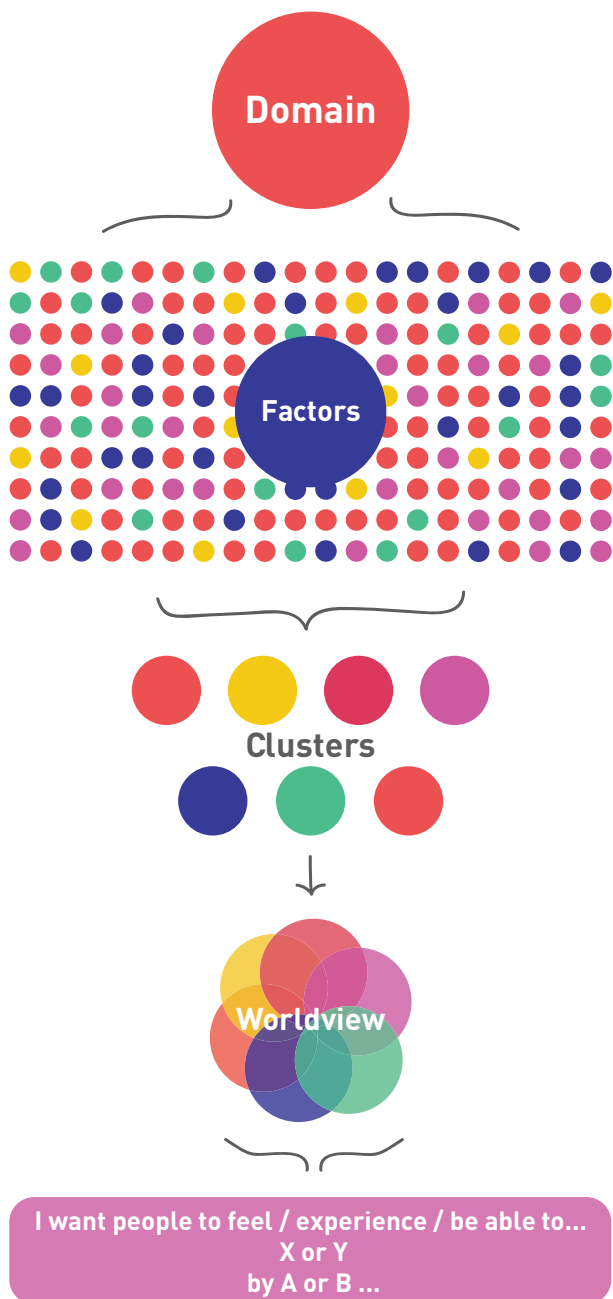 Domain
Factors
Clusters
Worldview
I want people to feel / experience / be able to...
X or Y
by A or B ...